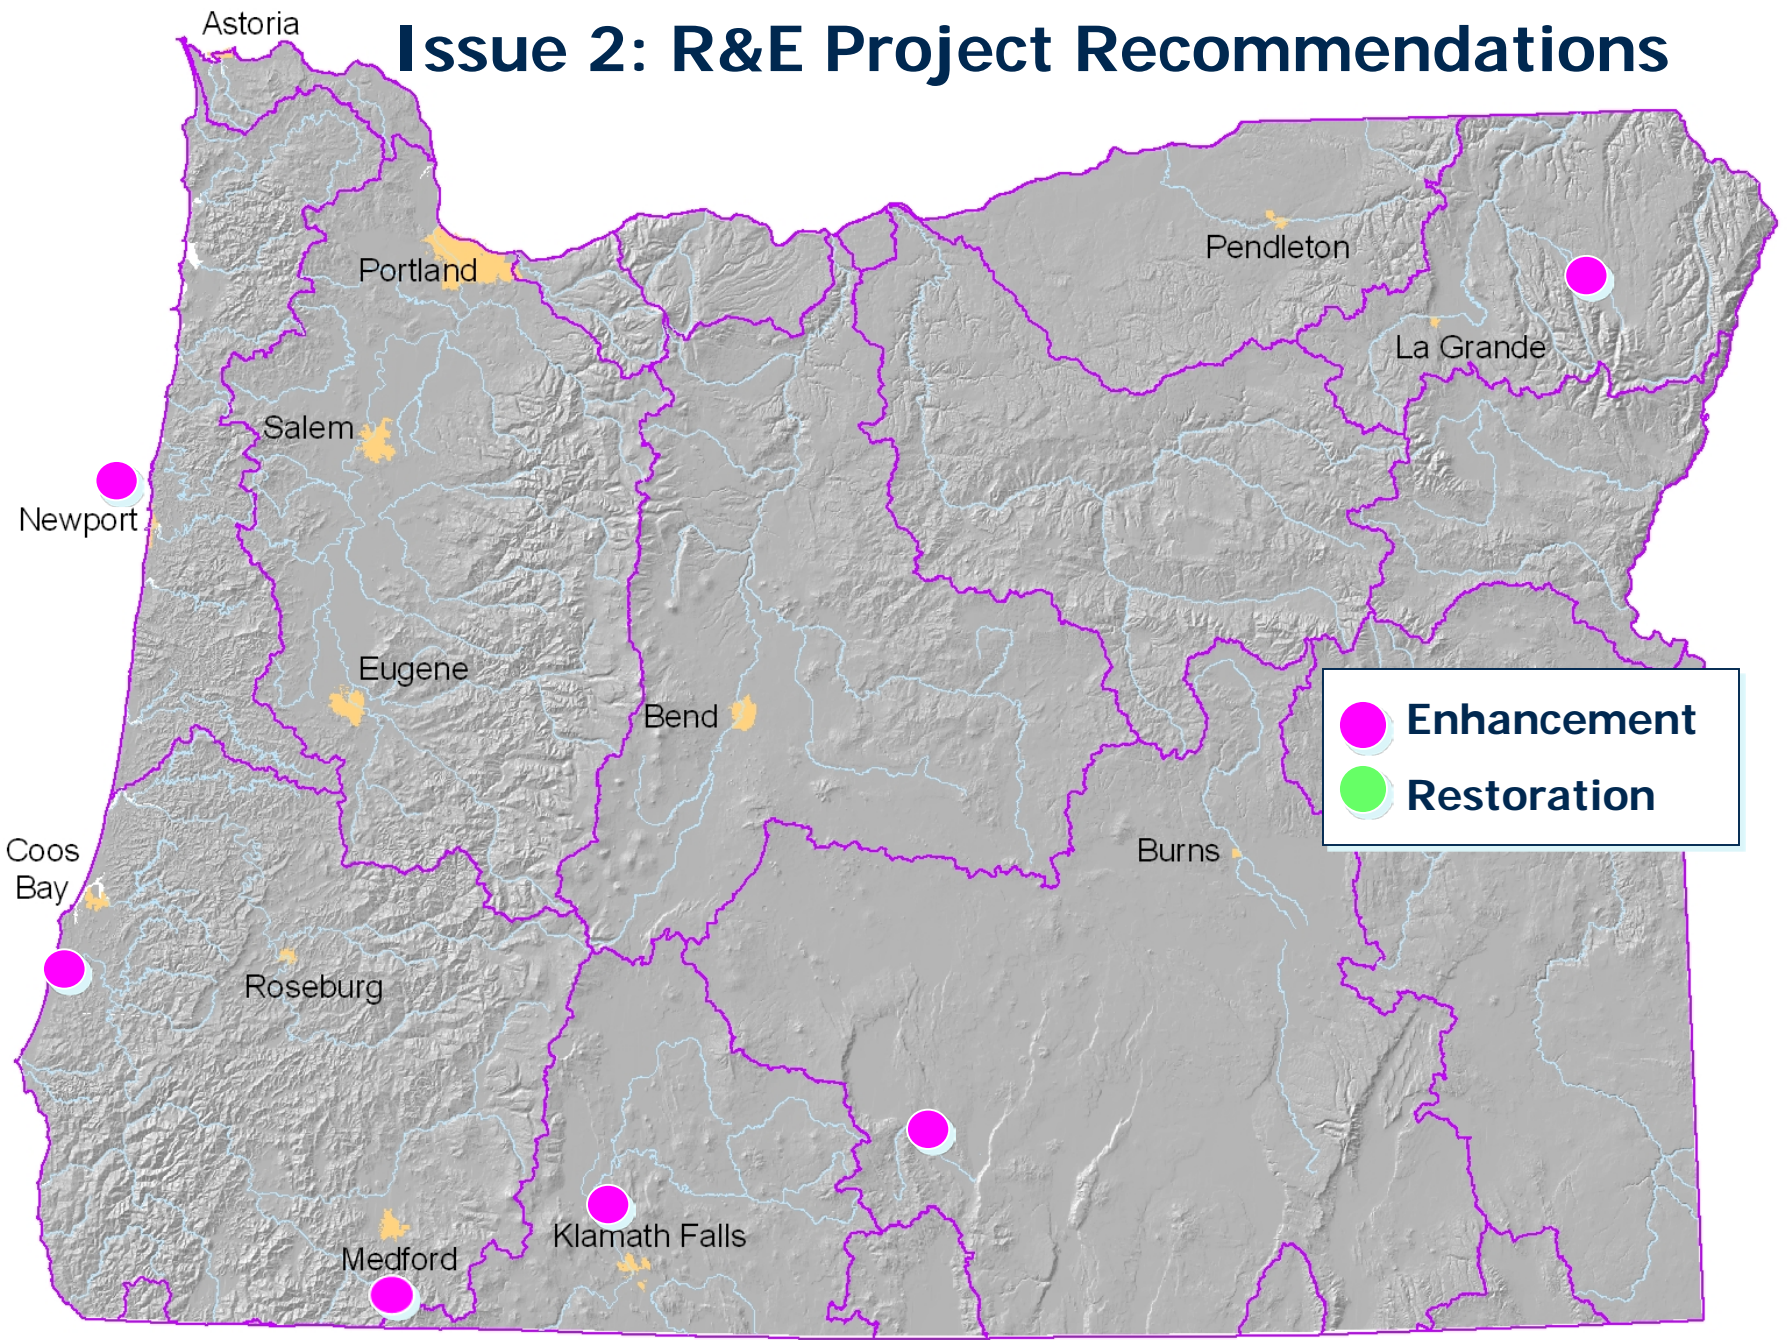 Astoria
Issue 2: R&E Project Recommendations
Portland
Pendleton
La Grande
Salem
Newport
Eugene
Bend
Enhancement
Restoration
Coos
Bay
Burns
Roseburg
Klamath Falls
Medford